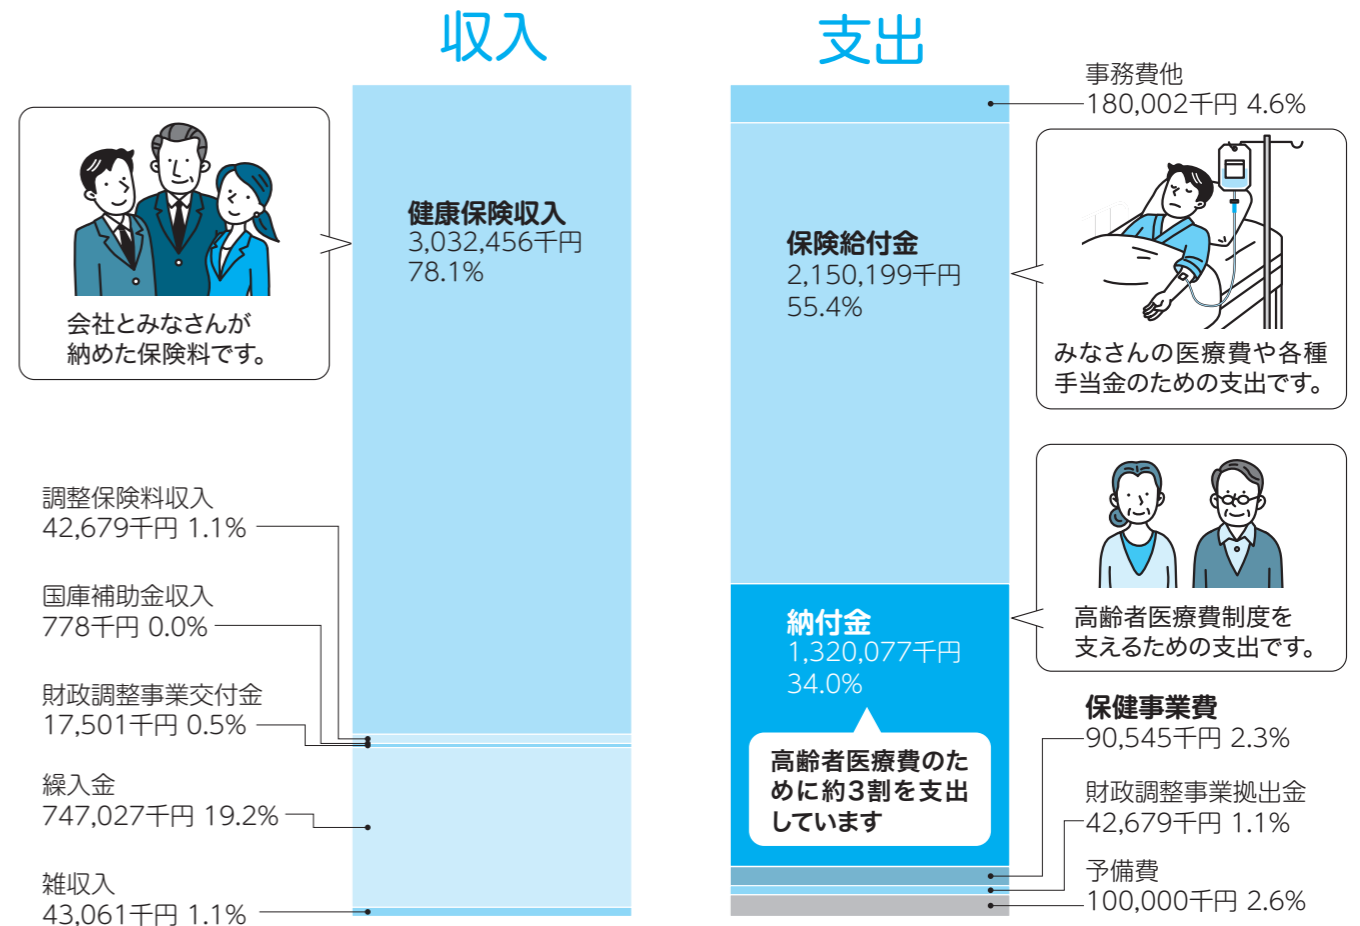 収入
健康保険収入
3,032,456千円
78.1%
会社とみなさんが
納めた保険料です。
調整保険料収入
42,679千円 1.1%
国庫補助金収入
778千円 0.0%
財政調整事業交付金
17,501千円 0.5%
繰入金
747,027千円 19.2%
雑収入
43,061千円 1.1%
支出
事務費他
180,002千円 4.6%
保険給付金
2,150,199千円
55.4%
みなさんの医療費や各種
手当金のための支出です。
納付金
1,320,077千円
34.0%
高齢者医療費のた
めに約3割を支出
しています
高齢者医療費制度を
支えるための支出です。
保健事業費
90,545千円 2.3%
財政調整事業拠出金
42,679千円 1.1%
予備費
100,000千円 2.6%